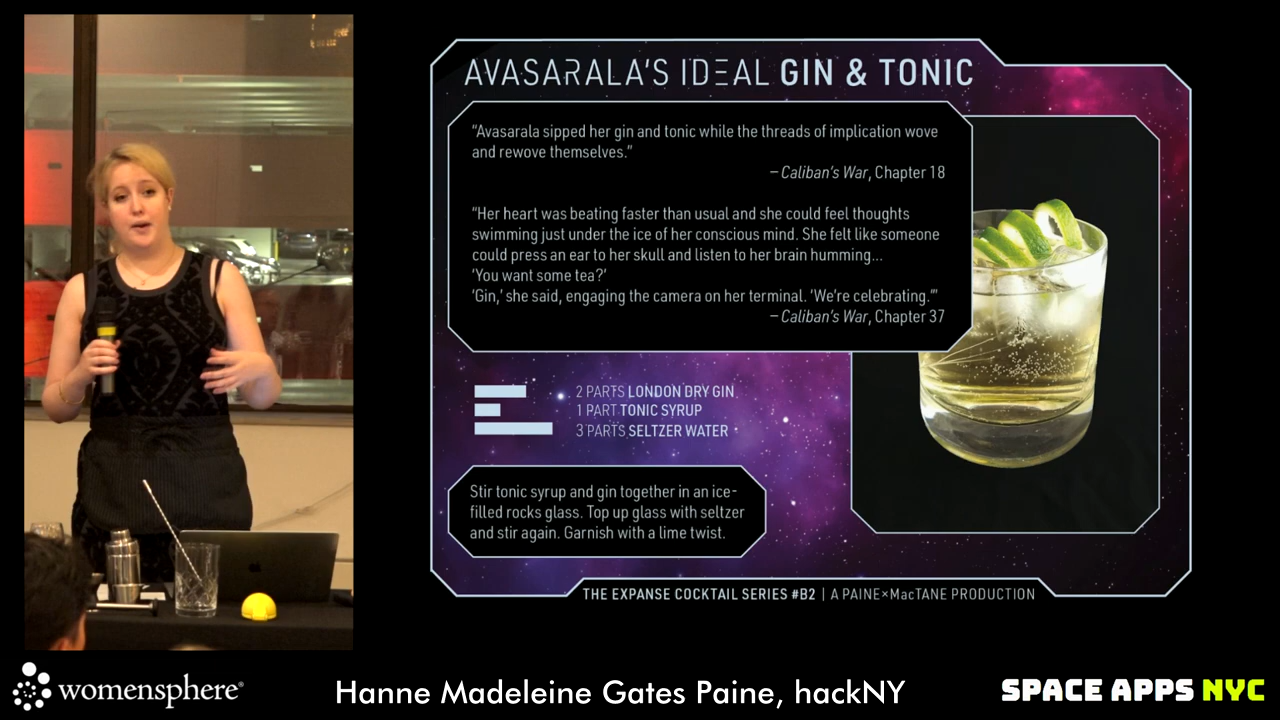 AVASARALA'S IDEAL GIN & TONIC
"Avasarala sipped her gin and tonic while the threads of implication wove
and rewove themselves."
– Caliban's War, Chapter 18
"Her heart was beating faster than usual and she could feel thoughts
swimming just under the ice of her conscious mind. She felt like someone
could press an ear to her skull and listen to her brain humming...
'You want some tea?'
'Gin,' she said, engaging the camera on her terminal. 'We're celebrating.'"
– Caliban's War, Chapter 37
2 PARTS LONDON DRY GIN
1 PART TONIC SYRUP
3 PARTS SELTZER WATER
Stir tonic syrup and gin together in an ice-
filled rocks glass. Top up glass with seltzer
and stir again. Garnish with a lime twist.
THE EXPANSE COCKTAIL SERIES #B2 | A PAINE×MacTANE PRODUCTION
womensphere®
Hanne Madeleine Gates Paine, hackNY
SPACE APPS NYC